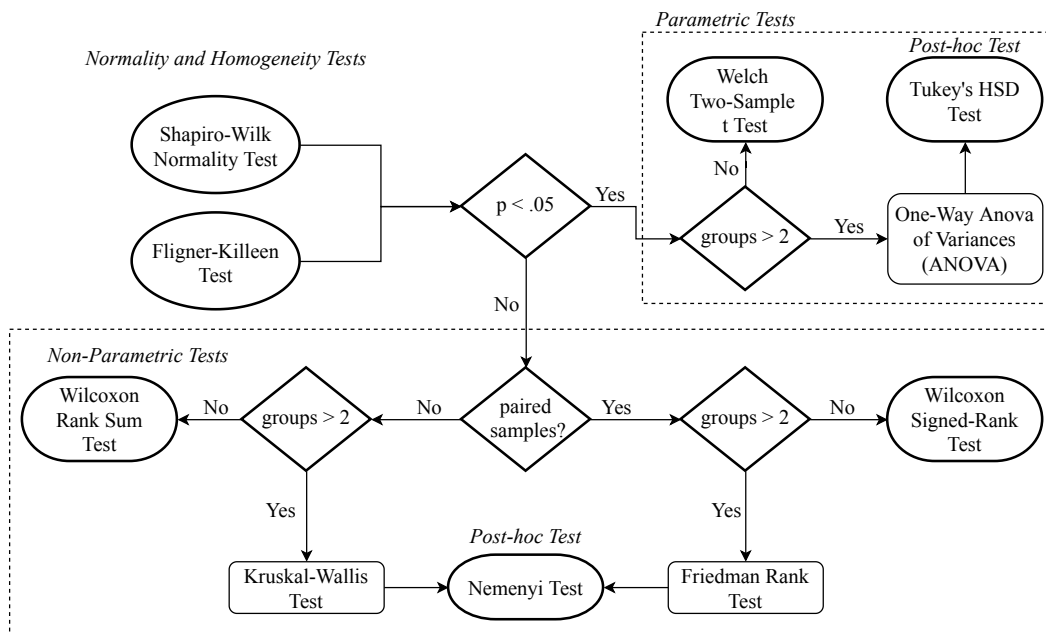 Parametric Tests
Normality and Homogeneity Tests
Post-hoc Test
Welch
Two-Sample
t Test
Tukey's HSD
Test
Shapiro-Wilk
Normality Test
No
p < .05
Yes
groups > 2
Yes
One-Way Anova
of Variances
(ANOVA)
Fligner-Killeen
Test
No
Non-Parametric Tests
Wilcoxon
Rank Sum
Test
No
groups > 2
No
paired
samples?
Yes
groups > 2
No
Wilcoxon
Signed-Rank
Test
Yes
Yes
Post-hoc Test
Kruskal-Wallis
Test
Nemenyi Test
Friedman Rank
Test